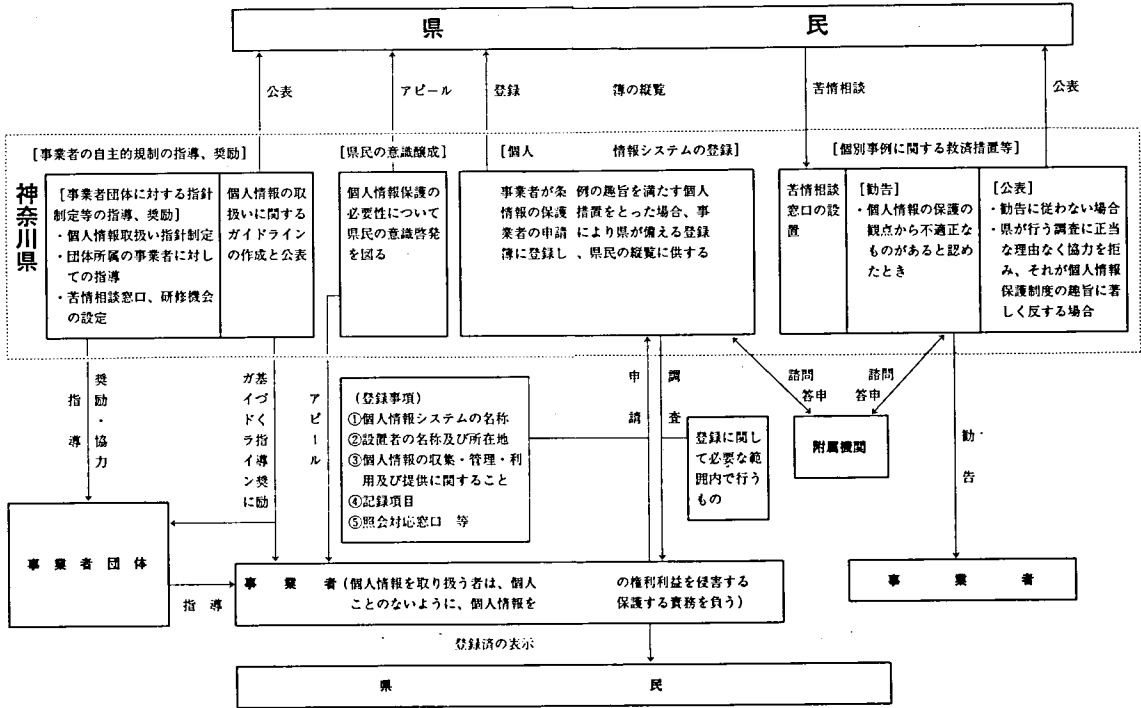 県 民
公表
アピール
登録 簿の縦覧
苦情相談
公表
神奈川県
[事業者の自主的規制の指導、奨励]
[県民の意識醸成]
[個人 情報システムの登録]
[個別事例に関する救済措置等]
[事業者団体に対する指針
制定等の指導、奨励]
・個人情報取扱い指針制定
・団体所属の事業者に対し
ての指導
・苦情相談窓口、研修機会
の設定
個人情報の取
扱いに関する
ガイドライン
の作成と公表
個人情報保護の
必要性について
県民の意識啓発
を図る
事業者が条 例の趣旨を満たす個人
情報の保護 措置をとった場合、事
業者の申請 により県が備える登録
簿に登録し 、県民の縦覧に供する
苦情相談
窓口の設
置
[勧告]
・個人情報の保護の
観点から不適正な
ものがあると認め
たとき
[公表]
・勧告に従わない場合
・県が行う調査に正当
な理由なく協力を拒
み、それが個人情報
保護制度の趣旨に著
しく反する場合
指導
奨励・協力
ガイドライン
基づく指導奨励に
アピール
申請
調査
諮問
答申
諮問
答申
勧告
(登録事項)
①個人情報システムの名称
②設置者の名称及び所在地
③個人情報の収集・管理・利
用及び提供に関すること
④記録項目
⑤照会対応窓口 等
登録に関し
て必要な範
囲内で行う
もの
附属機関
事業者団体
指導
事 業 者(個人情報を取り扱う者は、個人 の権利利益を侵害する
ことのないように、個人情報を 保護する責務を負う)
事 業 者
登録済の表示
県 民